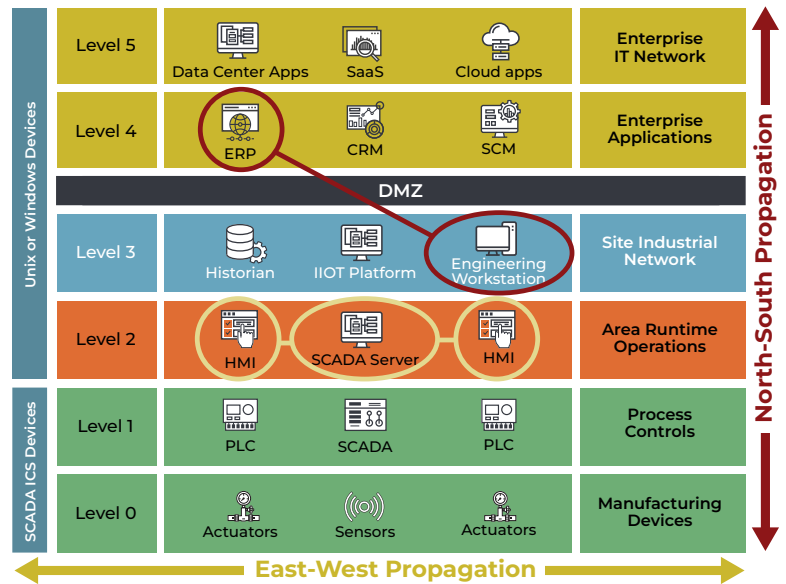 Unix or Windows Devices
SCADA ICS Devices
Level 5
Data Center Apps
SaaS
Cloud apps
Enterprise
IT Network
Level 4
ERP
CRM
SCM
Enterprise
Applications
DMZ
Level 3
Historian
IIOT Platform
Engineering
Workstation
Site Industrial
Network
Level 2
HMI
SCADA Server
HMI
Area Runtime
Operations
Level 1
PLC
SCADA
PLC
Process
Controls
Level 0
Actuators
Sensors
Actuators
Manufacturing
Devices
North-South Propagation
East-West Propagation